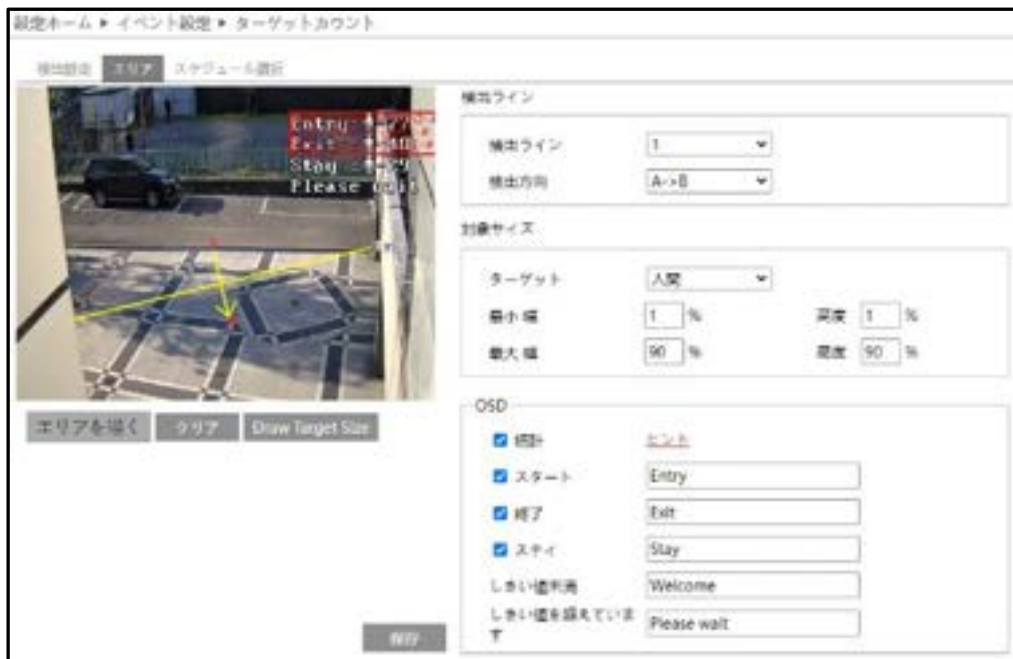 設定ホーム ▶ イベント設定 ▶ ターゲットカウント
検出設定 エリア スケジュール選択
Entry
Exit
Stay
Please wait
エリアを描く クリア Draw Target Size
保存
検出ライン
検出ライン 1
検出方向 A->B
対象サイズ
ターゲット 人間
最小 幅 1 % 高度 1 %
最大 幅 90 % 高度 90 %
OSD
統計 ヒント
スタート Entry
終了 Exit
スティ Stay
しきい値未満 Welcome
しきい値を超えていま
す Please wait